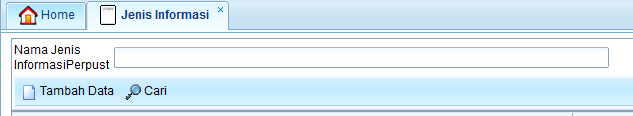 Home Jenis Informasi
Nama Jenis
InformasiPerpust
Tambah Data Cari